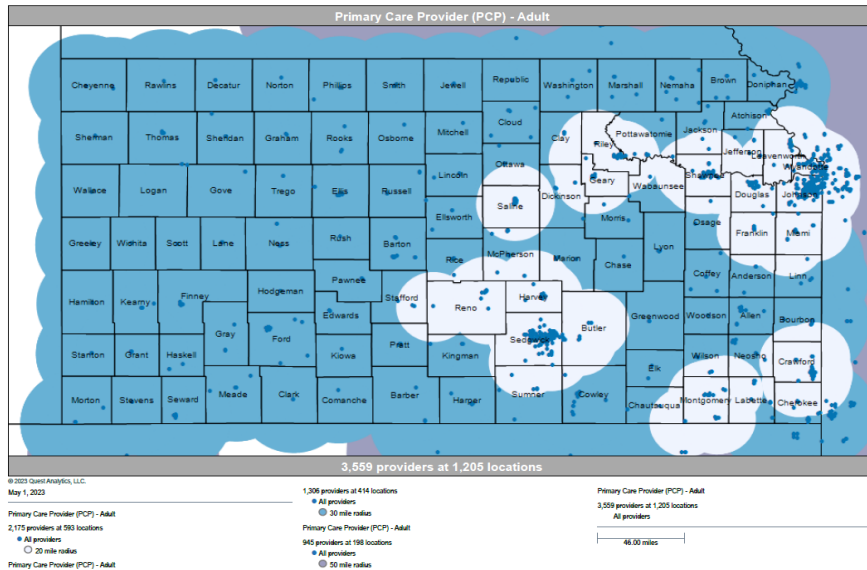 Primary Care Provider (PCP) - Adult
Cheyenne Rawlins Decatur Norton Phillips Smith Jewell Republic Washington Marshall Nemaha Brown Doniphan
Atchison
Sherman Thomas Sheridan Graham Rooks Osborne Mitchell Cloud Clay Riley Pottawatomie Jackson Jefferson Leavenworth
Wyandotte
Wallace Logan Gove Trego Ellis Russell Lincoln Ottawa Dickinson Geary Wabaunsee Shawnee Douglas Johnson
Saline Morris
Ellsworth Osage Franklin Miami
Greeley Wichita Scott Lane Ness Rush Barton Rice McPherson Marion Chase Lyon Coffey Anderson Linn
Hamilton Kearny Finney Hodgeman Pawnee Stafford Reno Harvey
Gray Ford Edwards Sedgwick Butler Greenwood Woodson Allen Bourbon
Stanton Grant Haskell Kiowa Pratt Kingman Elk Wilson Neosho Crawford
Morton Stevens Seward Meade Clark Comanche Barber Harper Sumner Cowley Chautauqua Montgomery Labette Cherokee
3,559 providers at 1,205 locations
© 2023 Quest Analytics, LLC.
May 1, 2023
Primary Care Provider (PCP) - Adult
2,175 providers at 593 locations
All providers
20 mile radius
Primary Care Provider (PCP) - Adult
1,306 providers at 414 locations
All providers
30 mile radius
Primary Care Provider (PCP) - Adult
945 providers at 198 locations
All providers
50 mile radius
Primary Care Provider (PCP) - Adult
3,559 providers at 1,205 locations
All providers
46.00 miles